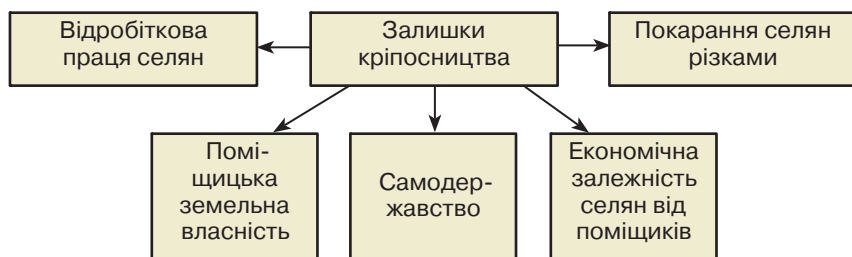 Відробіткова
праця селян
Залишки
кріпосництва
Покарання селян
різками
Помі-
щицька
земельна
власність
Самодер-
жавство
Економічна
залежність
селян від
поміщиків